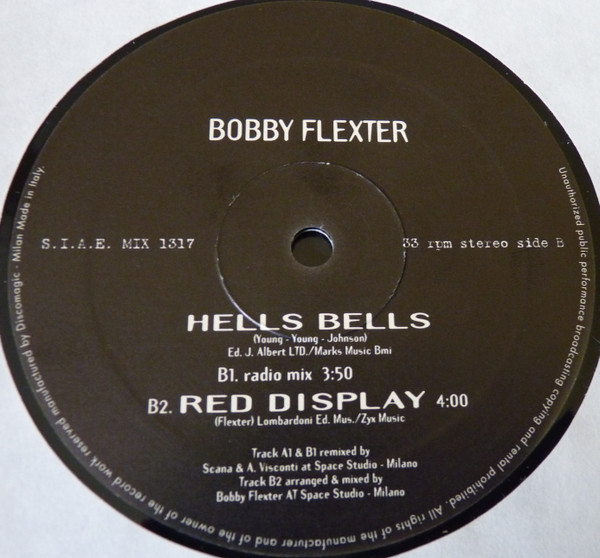 BOBBY FLEXTER
S.I.A.E. MIX 1317
33 rpm stereo side B
HELLS BELLS
(Young - Young - Johnson)
Ed. J. Albert LTD./Marks Music Bmi
B1. radio mix 3:50
B2. RED DISPLAY 4:00
(Flexter) Lombardoni Ed. Mus./Zyx Music
Track A1 & B1 remixed by
Scana & A. Visconti at Space Studio - Milano
Track B2 arranged & mixed by
Bobby Flexter AT Space Studio - Milano
Unauthorized public performance broadcasting copying and rental prohibited. All rights of the manufacturer and of the owner of the record work reserved manufactured by Discomagic - Milan Made in Italy.